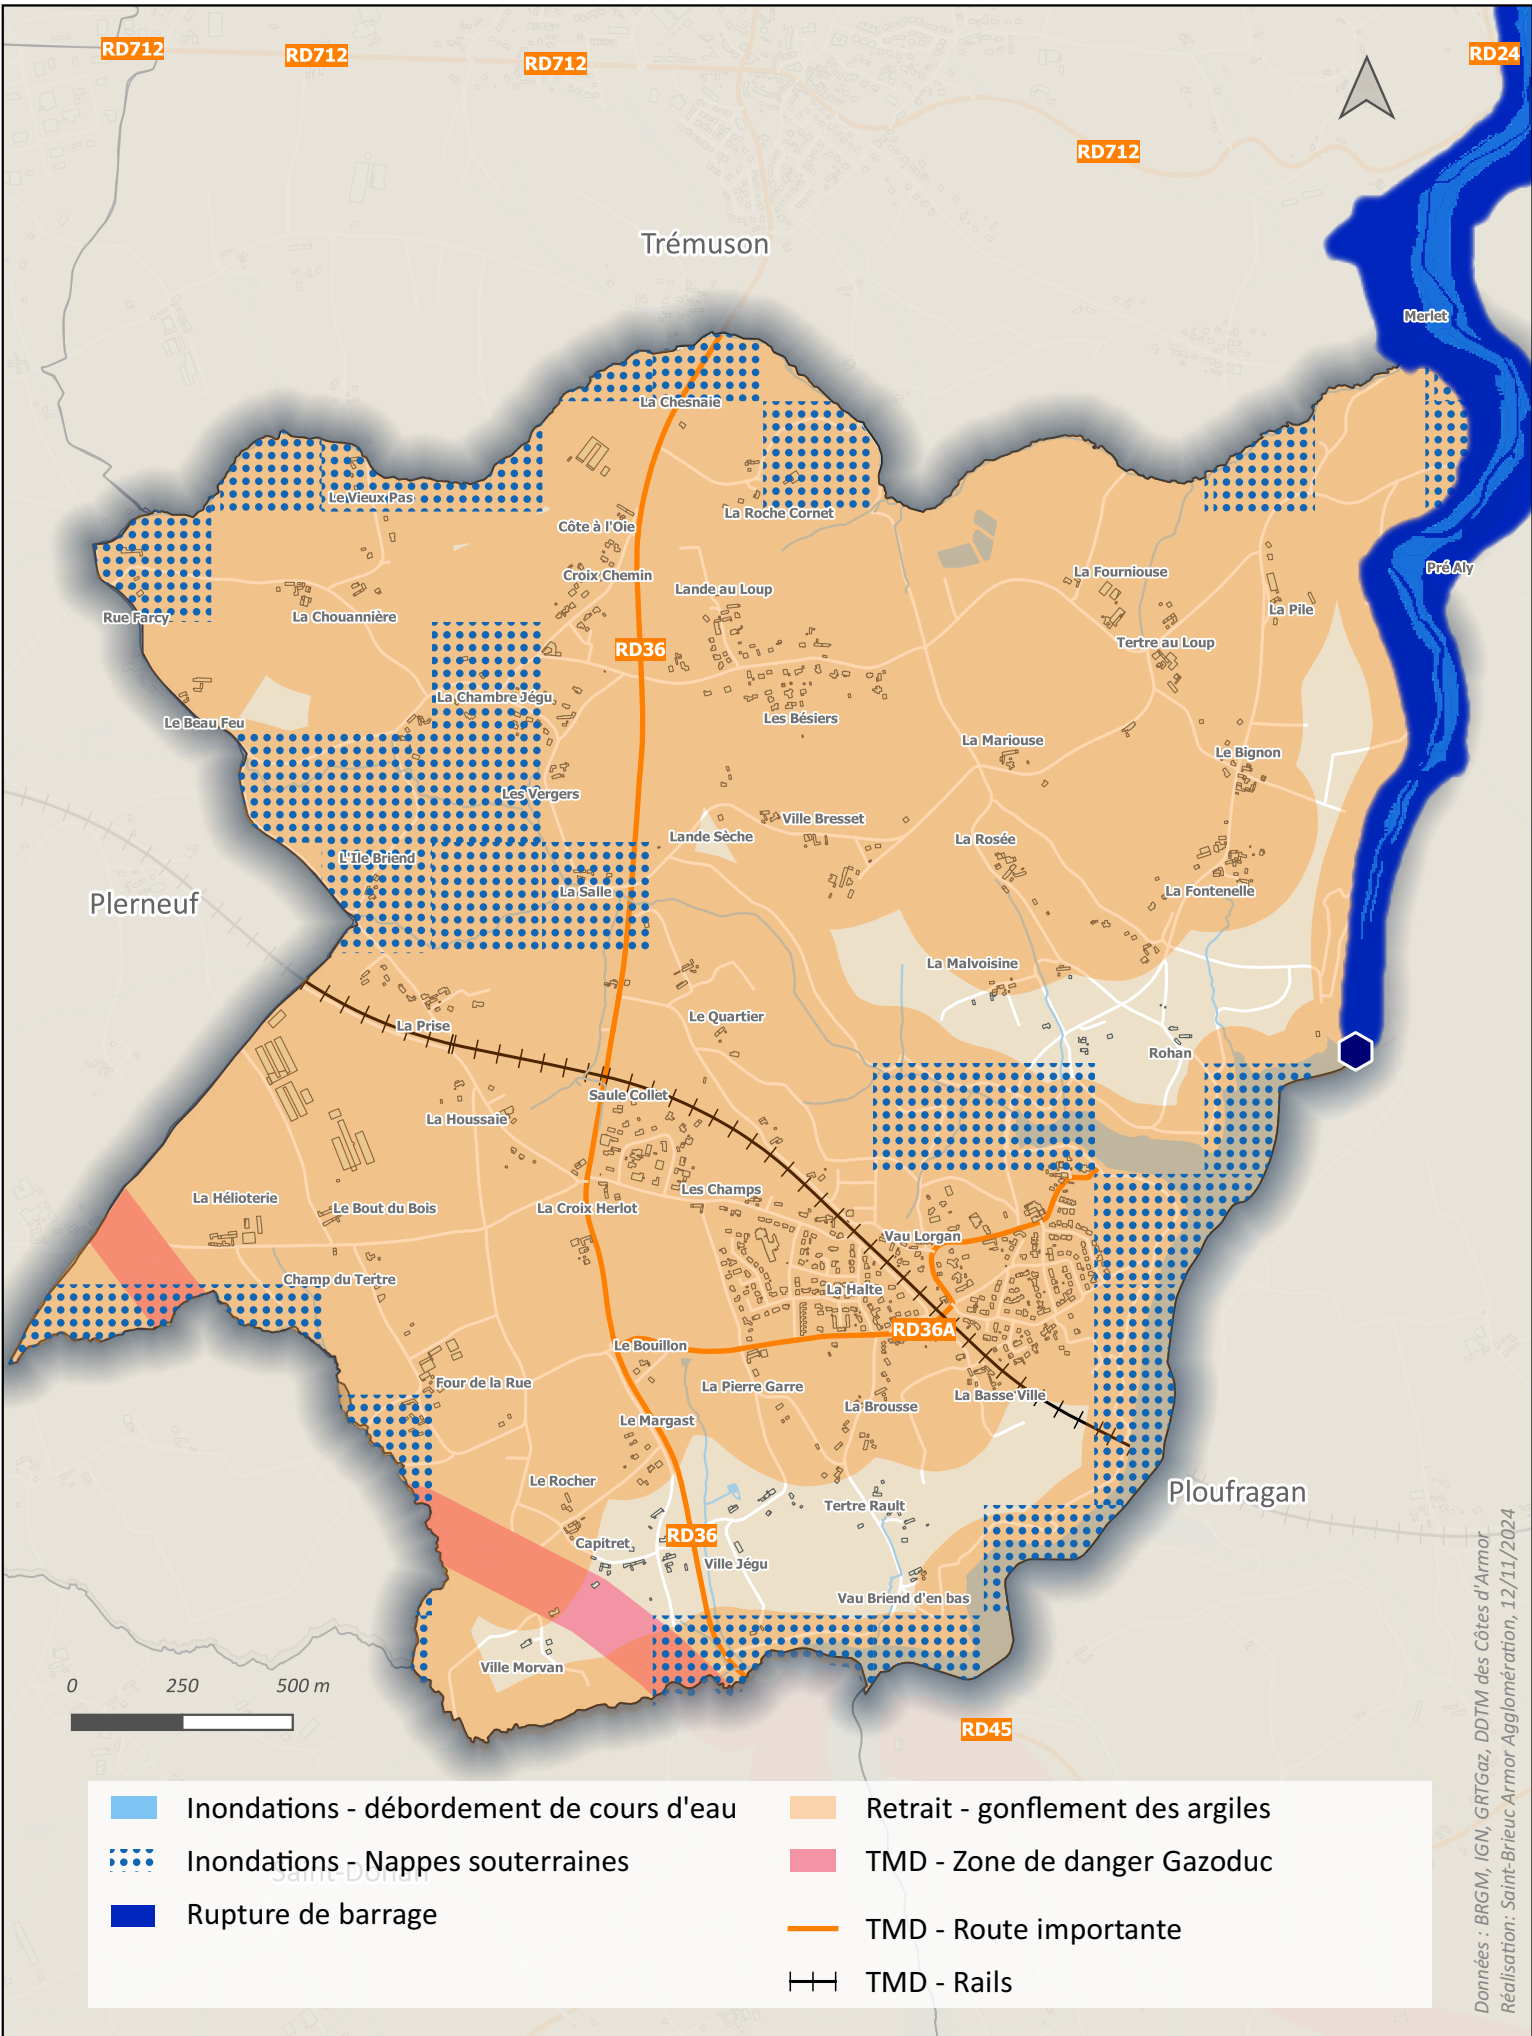 RD712
RD712
RD712
RD24
RD712
Trémuson
Merlet
La Chesnaie
Le Vieux Pas
La Roche Cornet
Côte à l'Oie
Pré Aly
La Fourniouse
Croix Chemin
Lande au Loup
La Pile
Rue Farcy
La Chouannière
Tertre au Loup
RD36
La Chambre Jégu
Les Bésiers
Le Beau Feu
La Mariouse
Le Bignon
Les Vergers
Ville Bresset
Lande Sèche
La Rosée
L'Ile Briend
La Salle
La Fontenelle
Plerneuf
La Malvoisine
Le Quartier
La Prise
Rohan
Saule Collet
La Houssaie
Les Champs
La Hélioterie
Le Bout du Bois
La Croix Herlot
Vau Lorgan
Champ du Tertre
La Halte
RD36A
Le Bouillon
Four de la Rue
La Pierre Garre
La Basse Ville
La Brousse
Le Margast
Le Rocher
Ploufragan
Tertre Rault
RD36
Capitret
Ville Jégu
Vau Briend d'en bas
Ville Morvan
0 250 500 m
RD45
Inondations - débordement de cours d'eau
Inondations - Nappes souterraines
Saint-Donan
Rupture de barrage
Retrait - gonflement des argiles
TMD - Zone de danger Gazoduc
TMD - Route importante
TMD - Rails
Données : BRGM, IGN, GRTGaz, DDTM des Côtes d'Armor
Réalisation: Saint-Brieuc Armor Agglomération, 12/11/2024